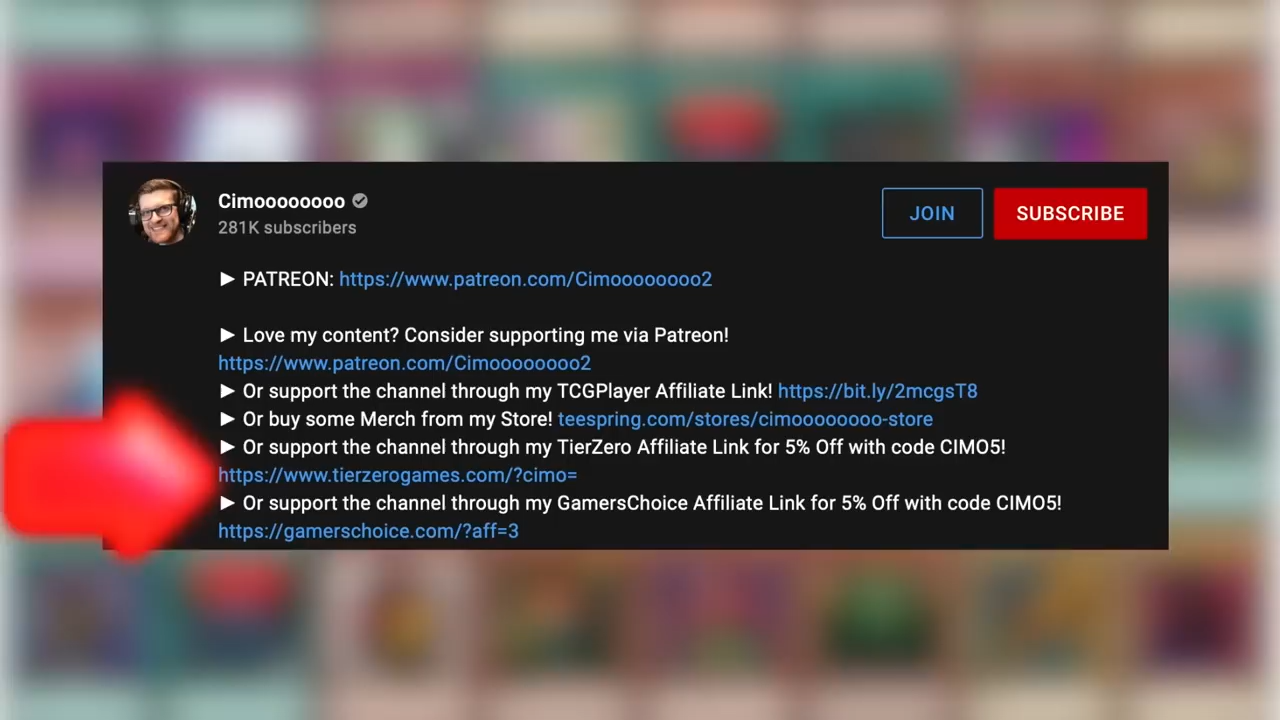 Cimoooooooo
281K subscribers
JOIN
SUBSCRIBE
► PATREON: https://www.patreon.com/Cimoooooooo2
► Love my content? Consider supporting me via Patreon!
https://www.patreon.com/Cimoooooooo2
► Or support the channel through my TCGPlayer Affiliate Link! https://bit.ly/2mcgsT8
► Or buy some Merch from my Store! teespring.com/stores/cimoooooooo-store
► Or support the channel through my TierZero Affiliate Link for 5% Off with code CIMO5!
https://www.tierzerogames.com/?cimo=
► Or support the channel through my GamersChoice Affiliate Link for 5% Off with code CIMO5!
https://gamerschoice.com/?aff=3